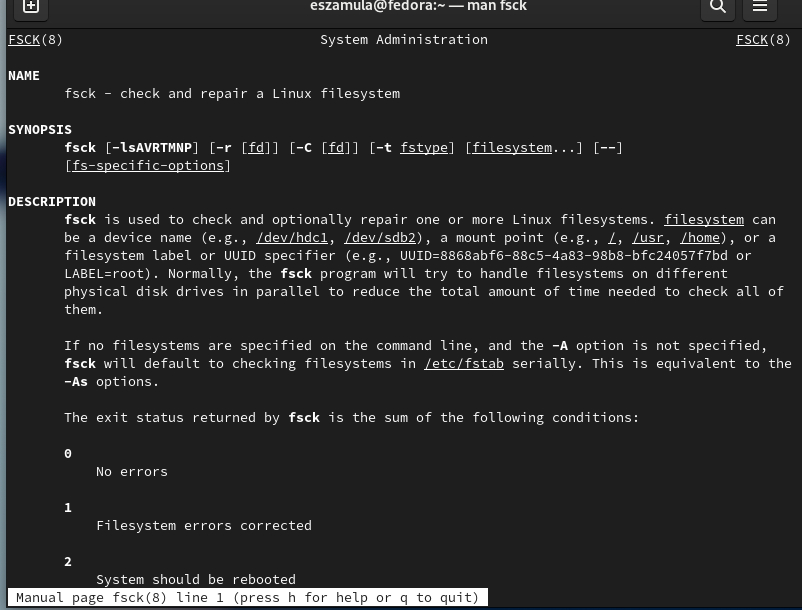 eszamula@fedora:~ — man fsck
FSCK(8) System Administration FSCK(8)
NAME
fsck - check and repair a Linux filesystem
SYNOPSIS
fsck [-lsAVRTMNP] [-r [fd]] [-C [fd]] [-t fstype] [filesystem...] [--]
[fs-specific-options]
DESCRIPTION
fsck is used to check and optionally repair one or more Linux filesystems. filesystem can
be a device name (e.g., /dev/hdc1, /dev/sdb2), a mount point (e.g., /, /usr, /home), or a
filesystem label or UUID specifier (e.g., UUID=8868abf6-88c5-4a83-98b8-bfc24057f7bd or
LABEL=root). Normally, the fsck program will try to handle filesystems on different
physical disk drives in parallel to reduce the total amount of time needed to check all of
them.
If no filesystems are specified on the command line, and the -A option is not specified,
fsck will default to checking filesystems in /etc/fstab serially. This is equivalent to the
-As options.
The exit status returned by fsck is the sum of the following conditions:
0
No errors
1
Filesystem errors corrected
2
System should be rebooted
Manual page fsck(8) line 1 (press h for help or q to quit)